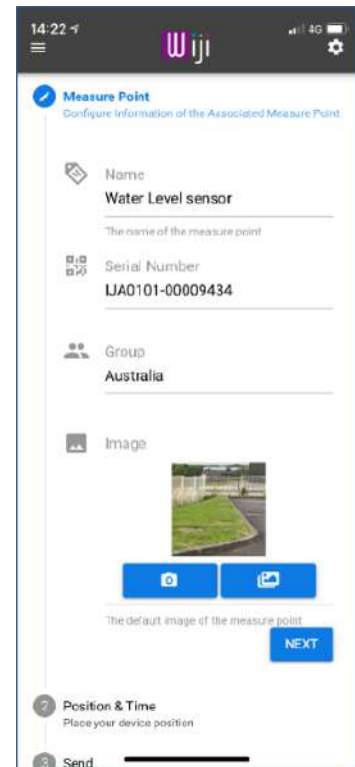 14:22
4G
Wiji
Measure Point
Configure Information of the Associated Measure Point
Name
Water Level sensor
The name of the measure point
Serial Number
IJA0101-00009434
Group
Australia
Image
The default image of the measure point
NEXT
2 Position & Time
Place your device position
3 Send